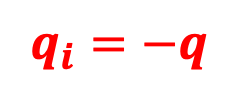 qᵢ = −q